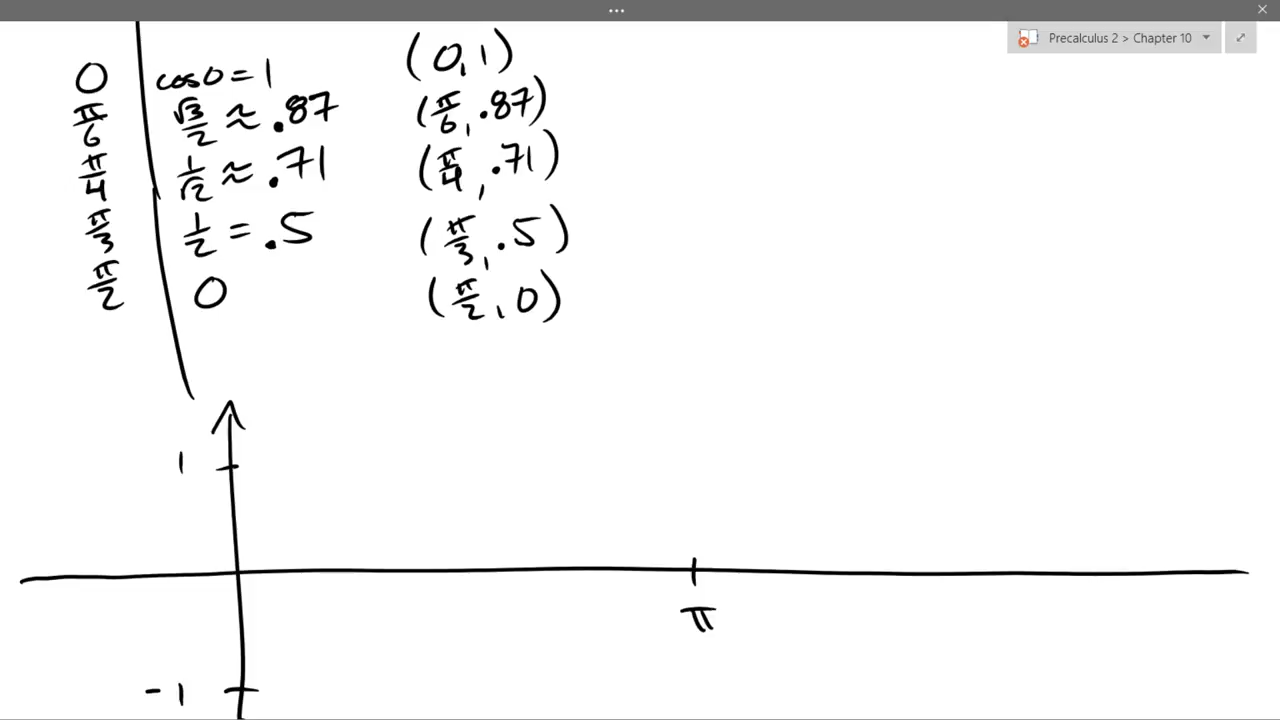 Precalculus 2 > Chapter 10
0 cos0 = 1 (0, 1)
π/6 √3/2 ≈ .87 (π/6, .87)
π/4 1/√2 ≈ .71 (π/4, .71)
π/3 1/2 = .5 (π/3, .5)
π/2 0 (π/2, 0)
1
π
-1